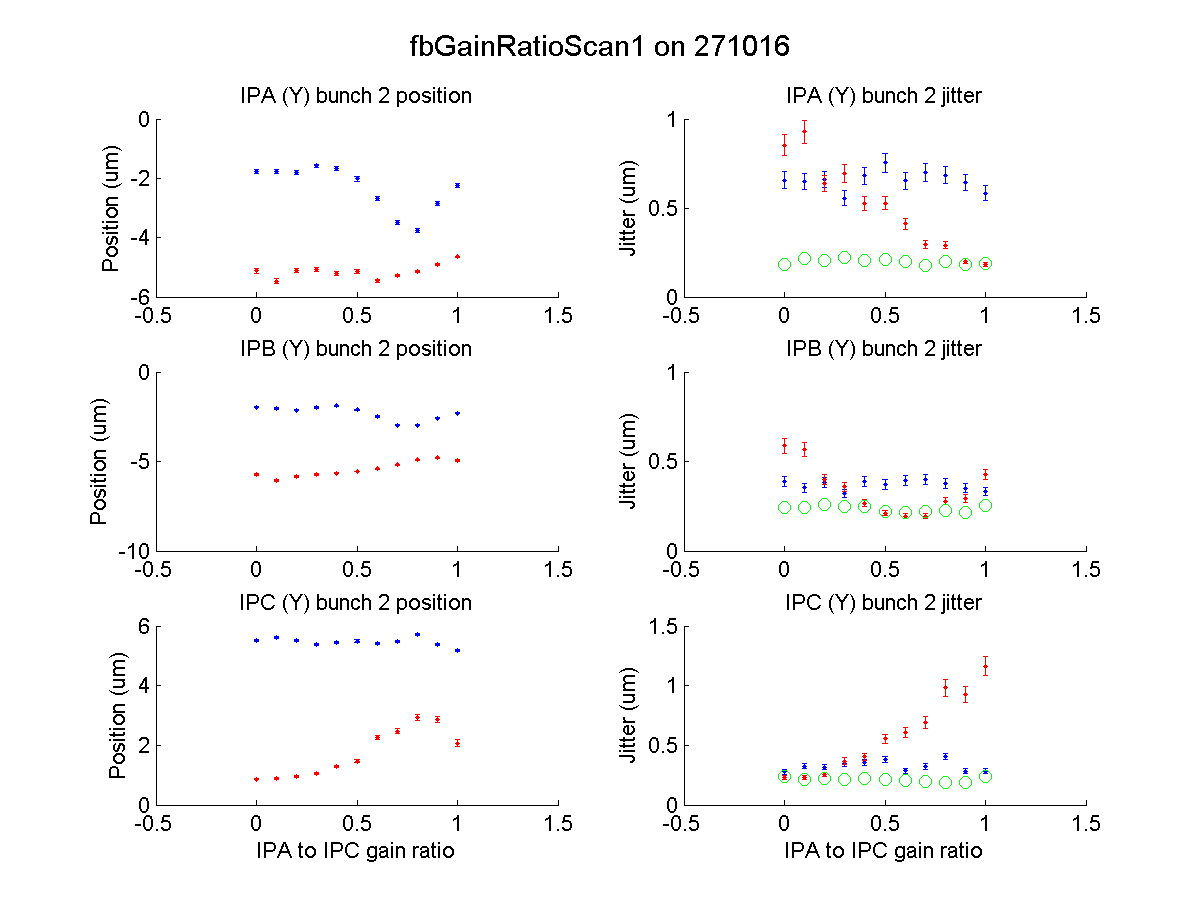 fbGainRatioScan1 on 271016
IPA (Y) bunch 2 position
0
-2
-4
-6
Position (um)
-0.5 0 0.5 1 1.5
IPA (Y) bunch 2 jitter
1
0.5
0
Jitter (um)
-0.5 0 0.5 1 1.5
IPB (Y) bunch 2 position
0
-5
-10
Position (um)
-0.5 0 0.5 1 1.5
IPB (Y) bunch 2 jitter
1
0.5
0
Jitter (um)
-0.5 0 0.5 1 1.5
IPC (Y) bunch 2 position
6
4
2
0
Position (um)
-0.5 0 0.5 1 1.5
IPA to IPC gain ratio
IPC (Y) bunch 2 jitter
1.5
1
0.5
0
Jitter (um)
-0.5 0 0.5 1 1.5
IPA to IPC gain ratio